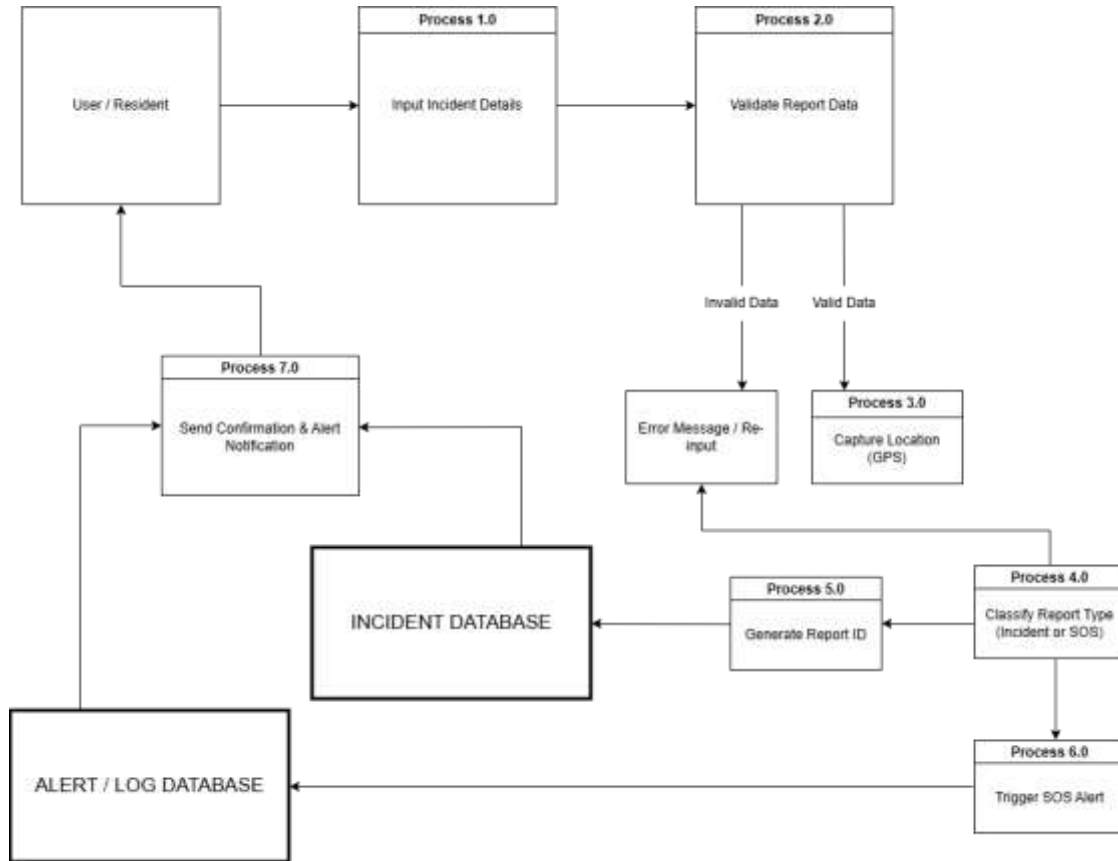 Process 1.0
Process 2.0
User / Resident
Input Incident Details
Validate Report Data
Invalid Data
Valid Data
Process 7.0
Send Confirmation & Alert
Notification
Error Message / Re-
input
Process 3.0
Capture Location
(GPS)
Process 4.0
Classify Report Type
(Incident or SOS)
Process 5.0
Generate Report ID
INCIDENT DATABASE
Process 6.0
Trigger SOS Alert
ALERT / LOG DATABASE